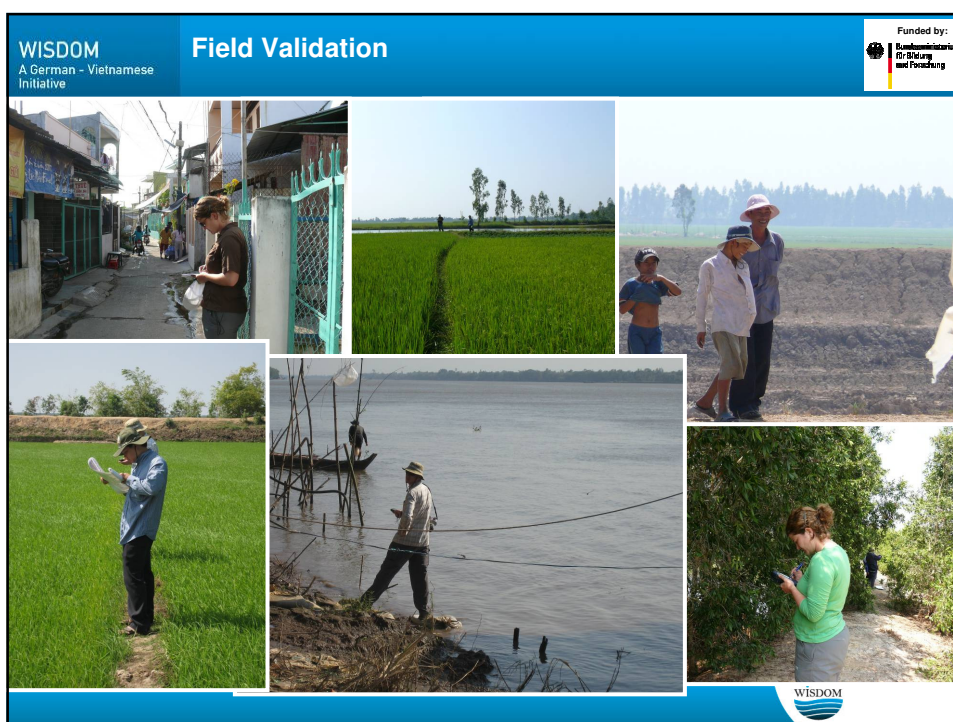 WISDOM
A German - Vietnamese
Initiative
Field Validation
Funded by:
Bundesministerium
für Bildung
und Forschung
WISDOM